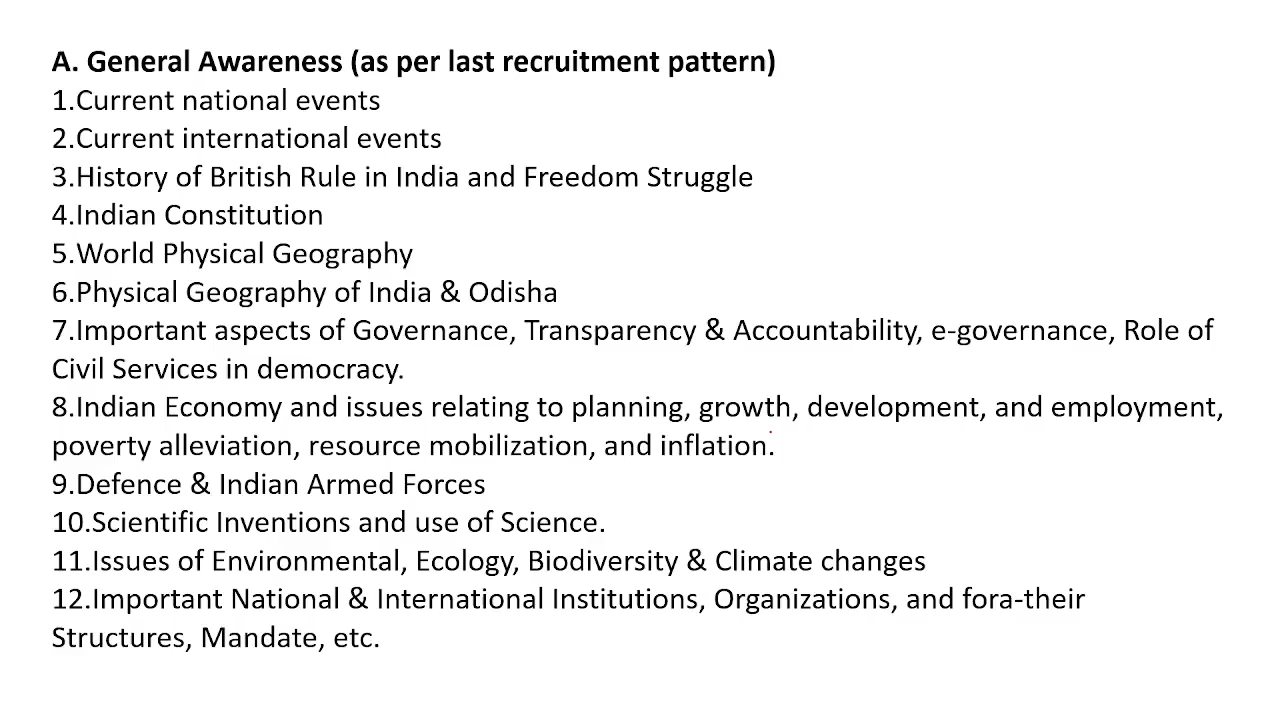 A. General Awareness (as per last recruitment pattern)
1.Current national events
2.Current international events
3.History of British Rule in India and Freedom Struggle
4.Indian Constitution
5.World Physical Geography
6.Physical Geography of India & Odisha
7.Important aspects of Governance, Transparency & Accountability, e-governance, Role of
Civil Services in democracy.
8.Indian Economy and issues relating to planning, growth, development, and employment,
poverty alleviation, resource mobilization, and inflation.
9.Defence & Indian Armed Forces
10.Scientific Inventions and use of Science.
11.Issues of Environmental, Ecology, Biodiversity & Climate changes
12.Important National & International Institutions, Organizations, and fora-their
Structures, Mandate, etc.